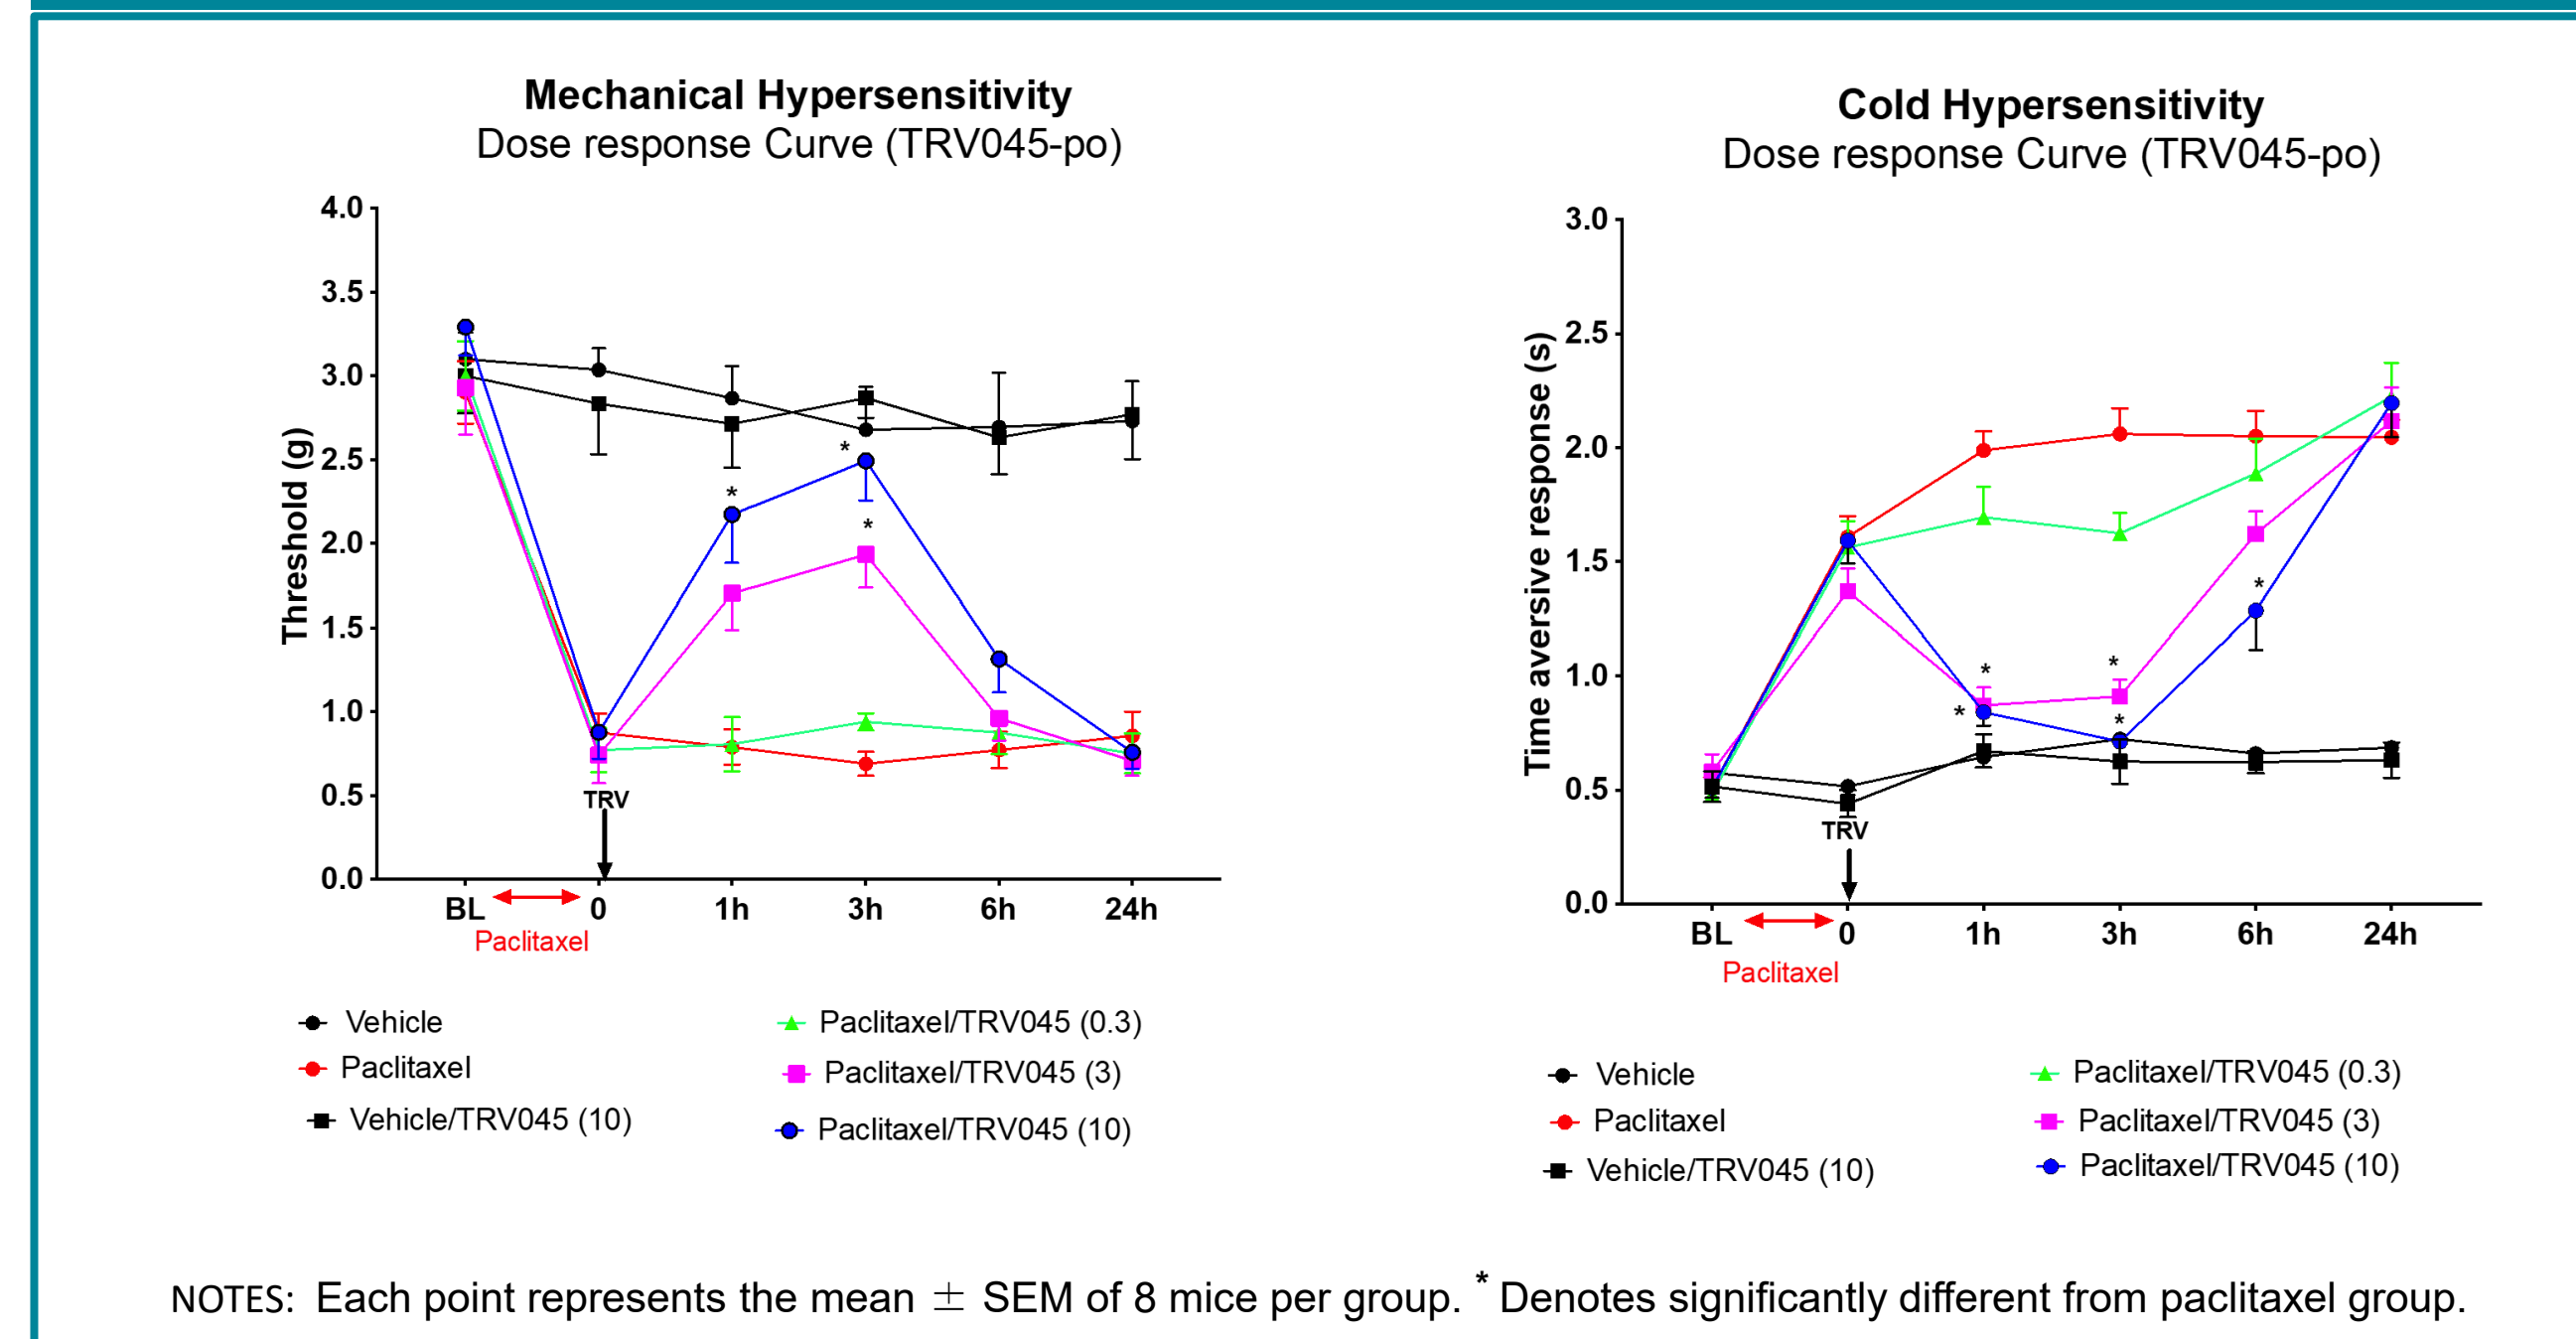 Mechanical Hypersensitivity
Dose response Curve (TRV045-po)
4.0
3.5
3.0
2.5
2.0
1.5
1.0
0.5
0.0
Threshold (g)
*
*
*
TRV
BL
0
1h
3h
6h
24h
Paclitaxel
Vehicle
Paclitaxel
Vehicle/TRV045 (10)
Paclitaxel/TRV045 (0.3)
Paclitaxel/TRV045 (3)
Paclitaxel/TRV045 (10)
Cold Hypersensitivity
Dose response Curve (TRV045-po)
3.0
2.5
2.0
1.5
1.0
0.5
0.0
Time aversive response (s)
*
*
*
*
*
TRV
BL
0
1h
3h
6h
24h
Paclitaxel
Vehicle
Paclitaxel
Vehicle/TRV045 (10)
Paclitaxel/TRV045 (0.3)
Paclitaxel/TRV045 (3)
Paclitaxel/TRV045 (10)
NOTES: Each point represents the mean ± SEM of 8 mice per group. * Denotes significantly different from paclitaxel group.